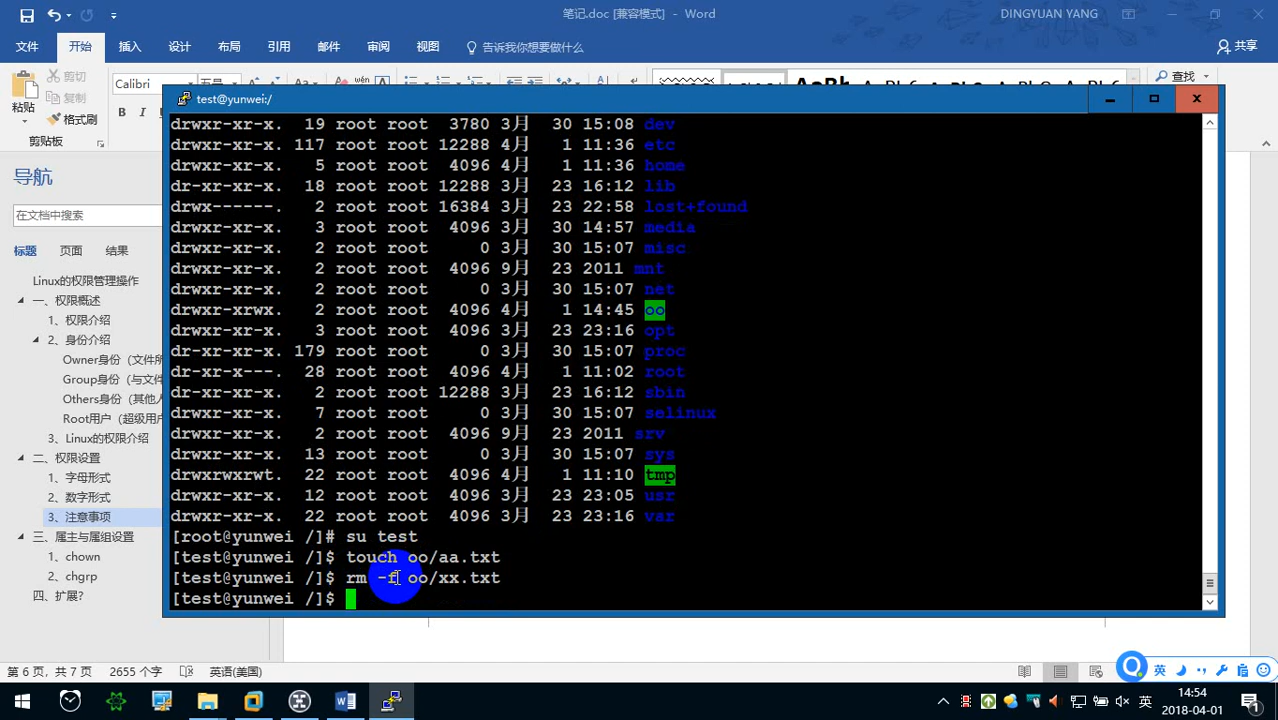 笔记.doc [兼容模式] - Word
DINGYUAN YANG
文件 开始 插入 设计 布局 引用 邮件 审阅 视图 告诉我你想要做什么 共享
粘贴
剪切
复制
格式刷
剪贴板
Calibri
五号
B I
查找
导航
在文档中搜索
标题 页面 结果
Linux的权限管理操作
一、权限概述
1、权限介绍
2、身份介绍
Owner身份（文件所
Group身份（与文件
Others身份（其他人
Root用户（超级用户
3、Linux的权限介绍
二、权限设置
1、字母形式
2、数字形式
3、注意事项
三、属主与属组设置
1、chown
2、chgrp
四、扩展?
test@yunwei:/
drwxr-xr-x. 19 root root 3780 3月 30 15:08 dev
drwxr-xr-x. 117 root root 12288 4月 1 11:36 etc
drwxr-xr-x. 5 root root 4096 4月 1 11:36 home
dr-xr-xr-x. 18 root root 12288 3月 23 16:12 lib
drwx------. 2 root root 16384 3月 23 22:58 lost+found
drwxr-xr-x. 3 root root 4096 3月 30 14:57 media
drwxr-xr-x. 2 root root 0 3月 30 15:07 misc
drwxr-xr-x. 2 root root 4096 9月 23 2011 mnt
drwxr-xr-x. 2 root root 0 3月 30 15:07 net
drwxr-xrwx. 2 root root 4096 4月 1 14:45 oo
drwxr-xr-x. 3 root root 4096 3月 23 23:16 opt
dr-xr-xr-x. 179 root root 0 3月 30 15:07 proc
dr-xr-x---. 28 root root 4096 4月 1 11:02 root
dr-xr-xr-x. 2 root root 12288 3月 23 16:12 sbin
drwxr-xr-x. 7 root root 0 3月 30 15:07 selinux
drwxr-xr-x. 2 root root 4096 9月 23 2011 srv
drwxr-xr-x. 13 root root 0 3月 30 15:07 sys
drwxrwxrwt. 22 root root 4096 4月 1 11:10 tmp
drwxr-xr-x. 12 root root 4096 3月 23 23:05 usr
drwxr-xr-x. 22 root root 4096 3月 23 23:16 var
[root@yunwei /]# su test
[test@yunwei /]$ touch oo/aa.txt
[test@yunwei /]$ rm -f oo/xx.txt
[test@yunwei /]$
第 6 页，共 7 页 2655 个字 英语(美国)
英
英
14:54
2018-04-01
1